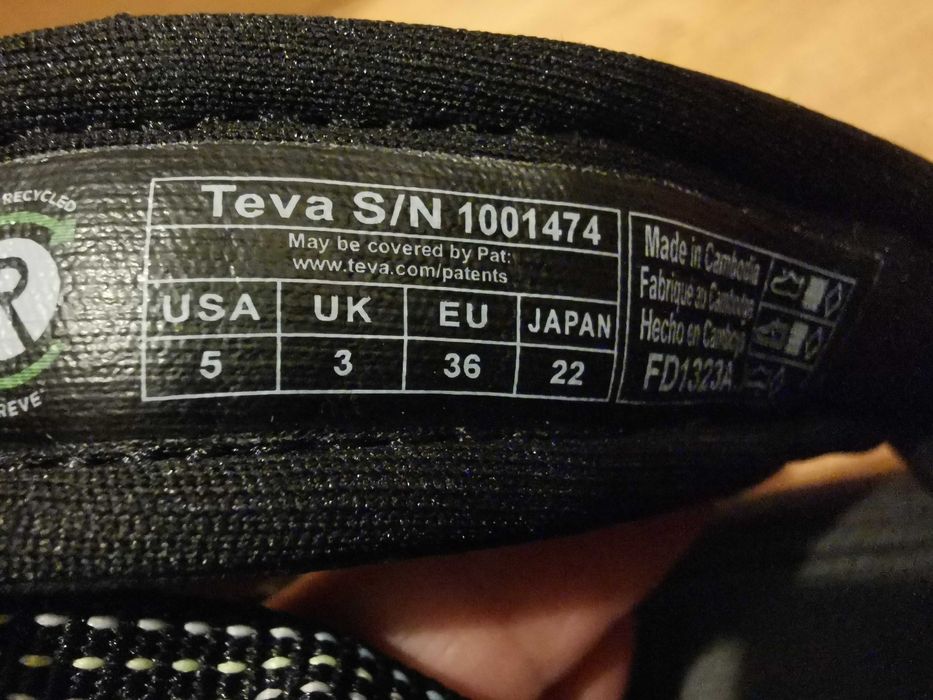 RECYCLED
R
REVE
Teva S/N 1001474
May be covered by Pat:
www.teva.com/patents
USA UK EU JAPAN
5 3 36 22
Made in Cambodia
Fabriqué au Cambodge
Hecho en Camboya
FD1323A